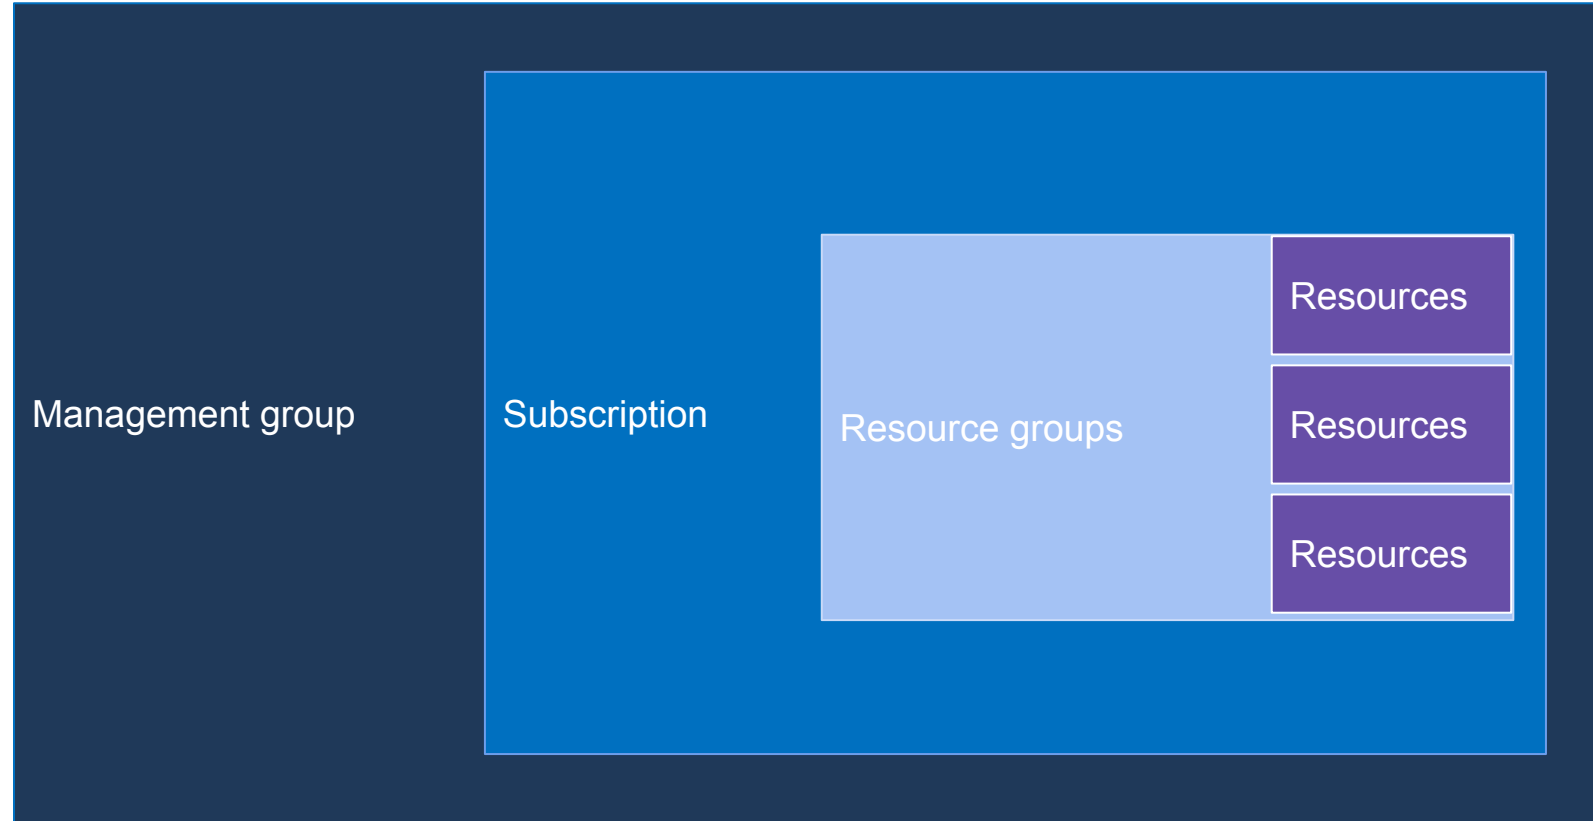 Management group
Subscription
Resource groups
Resources
Resources
Resources